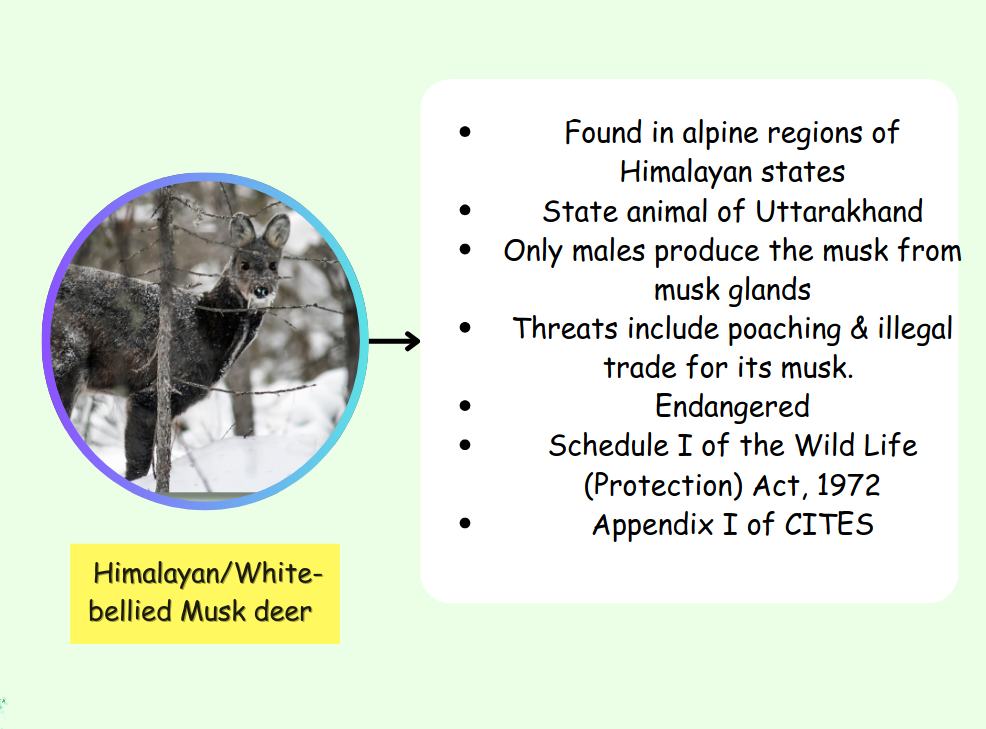 Found in alpine regions of
Himalayan states
State animal of Uttarakhand
Only males produce the musk from
musk glands
Threats include poaching & illegal
trade for its musk.
Endangered
Schedule I of the Wild Life
(Protection) Act, 1972
Appendix I of CITES
Himalayan/White-
bellied Musk deer